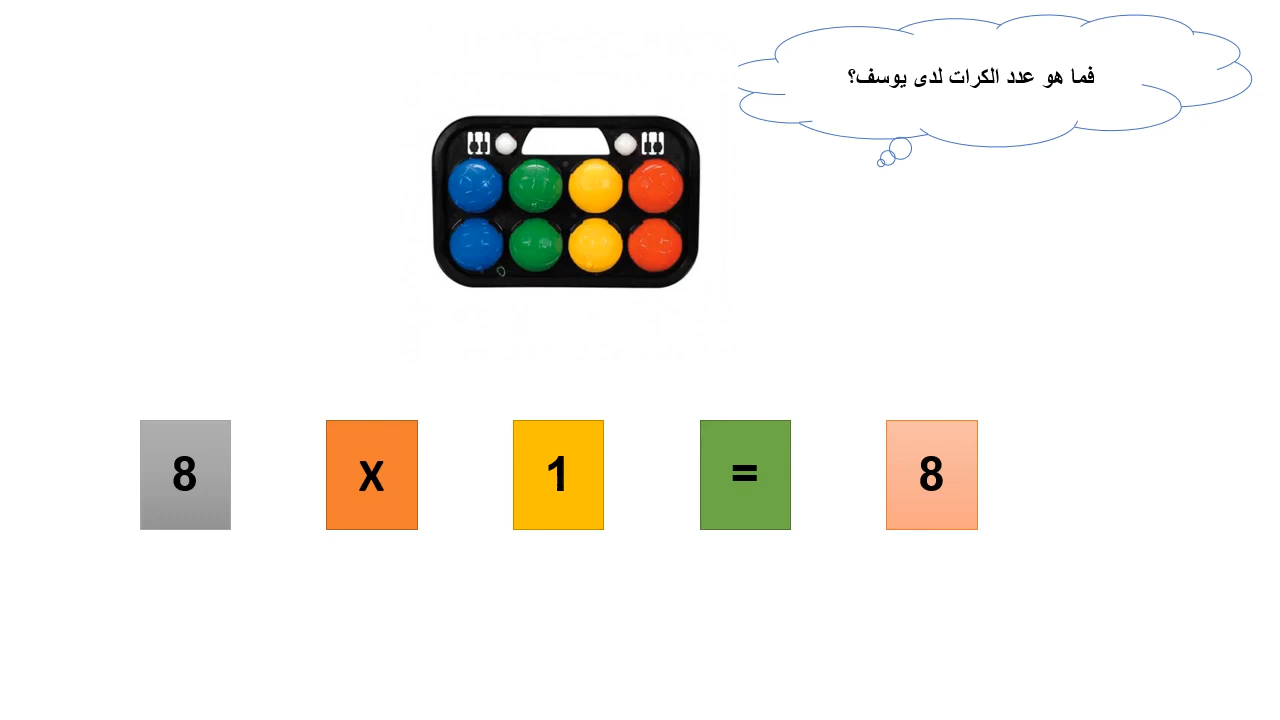 فما هو عدد الكرات لدى يوسف؟
8 x 1 = 8